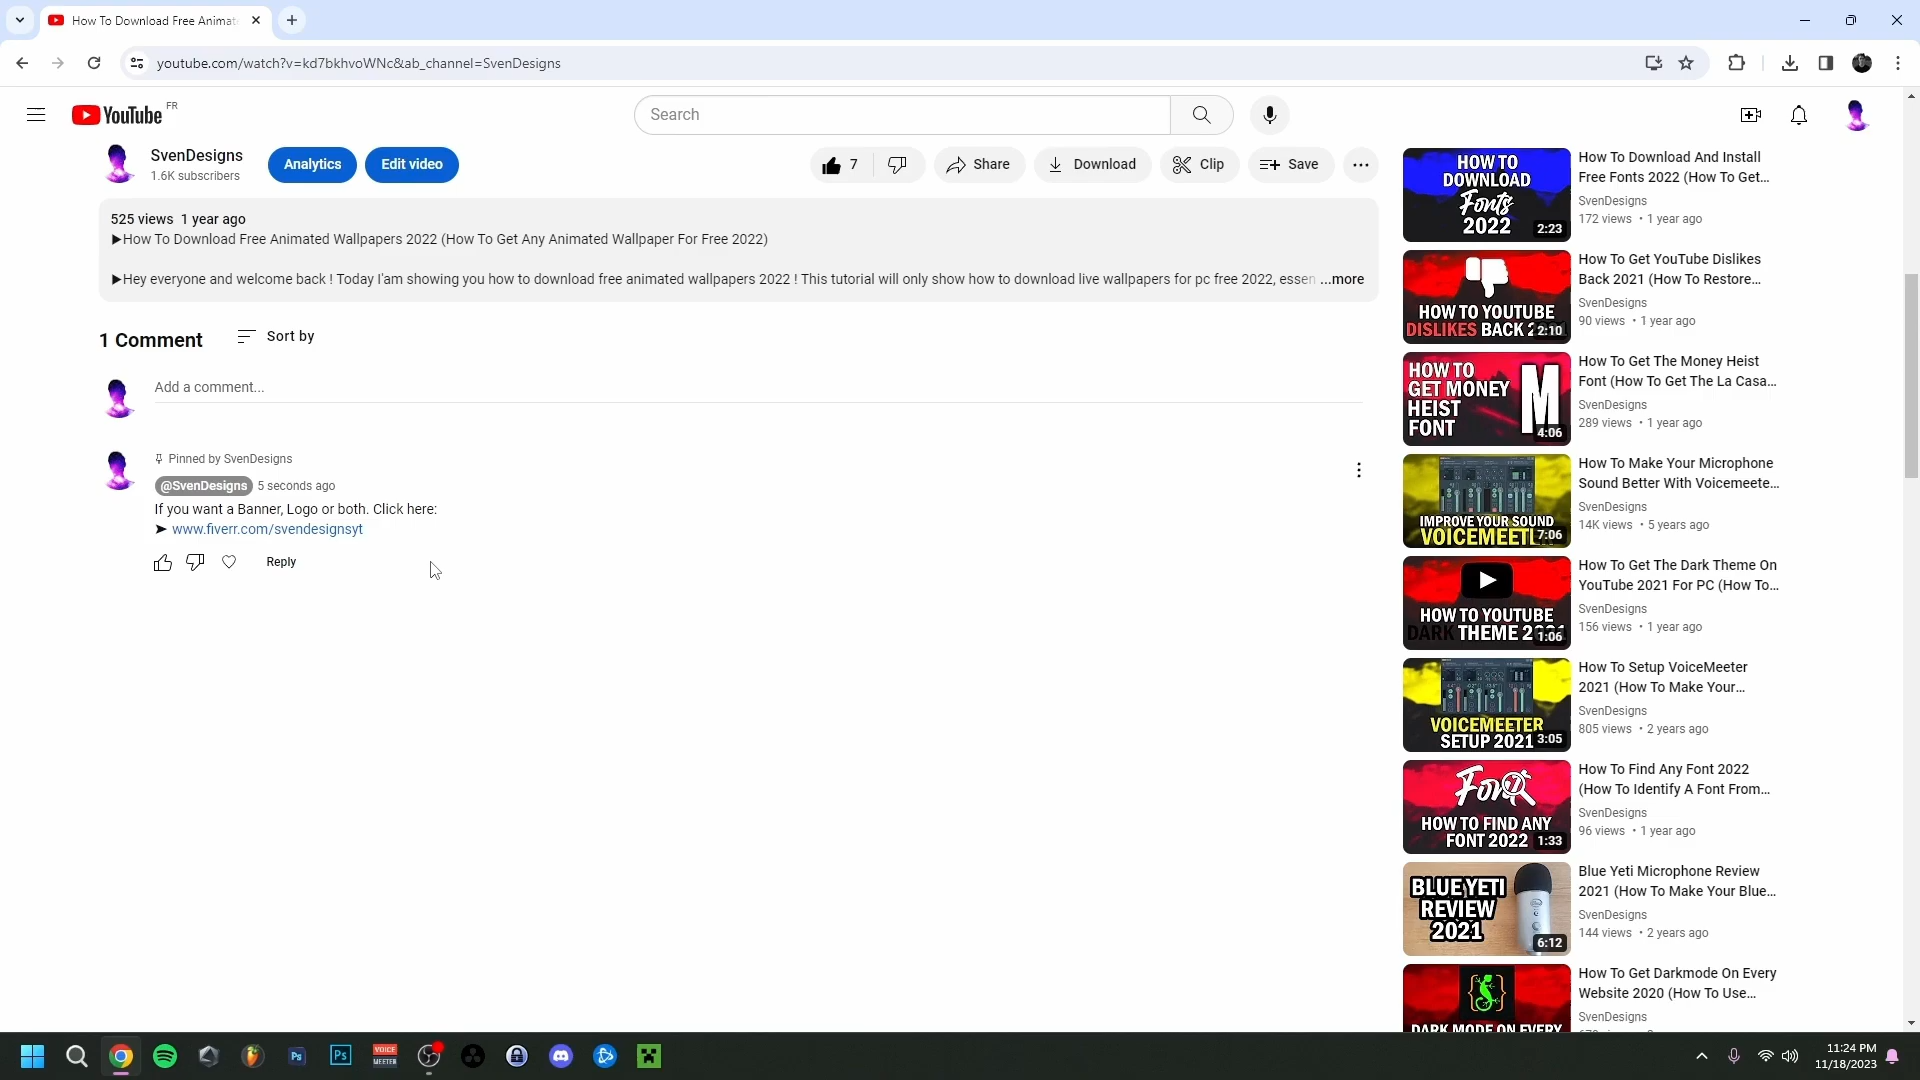 How To Download Free Animat
youtube.com/watch?v=kd7bkhvoWNc&ab_channel=SvenDesigns
YouTube FR
Search
SvenDesigns
1.6K subscribers
Analytics
Edit video
7
Share
Download
Clip
Save
525 views 1 year ago
▶How To Download Free Animated Wallpapers 2022 (How To Get Any Animated Wallpaper For Free 2022)
▶Hey everyone and welcome back ! Today I'am showing you how to download free animated wallpapers 2022 ! This tutorial will only show how to download live wallpapers for pc free 2022, essen ...more
1 Comment
Sort by
Add a comment...
Pinned by SvenDesigns
@SvenDesigns 5 seconds ago
If you want a Banner, Logo or both. Click here:
➤ www.fiverr.com/svendesignsyt
Reply
HOW TO
DOWNLOAD
Fonts
2022
2:23
How To Download And Install
Free Fonts 2022 (How To Get...
SvenDesigns
172 views • 1 year ago
HOW TO YOUTUBE
DISLIKES BACK 2
2:10
How To Get YouTube Dislikes
Back 2021 (How To Restore...
SvenDesigns
90 views • 1 year ago
HOW TO
GET MONEY
HEIST
FONT
M
4:06
How To Get The Money Heist
Font (How To Get The La Casa...
SvenDesigns
289 views • 1 year ago
IMPROVE YOUR SOUND
VOICEMEET
7:06
How To Make Your Microphone
Sound Better With Voicemeete...
SvenDesigns
14K views • 5 years ago
HOW TO YOUTUBE
DARK THEME 2021
1:06
How To Get The Dark Theme On
YouTube 2021 For PC (How To...
SvenDesigns
156 views • 1 year ago
VOICEMEETER
SETUP 2021
3:05
How To Setup VoiceMeeter
2021 (How To Make Your...
SvenDesigns
805 views • 2 years ago
Font
HOW TO FIND ANY
FONT 2022
1:33
How To Find Any Font 2022
(How To Identify A Font From...
SvenDesigns
96 views • 1 year ago
BLUE YETI
REVIEW
2021
6:12
Blue Yeti Microphone Review
2021 (How To Make Your Blue...
SvenDesigns
144 views • 2 years ago
DARK MODE ON EVERY
How To Get Darkmode On Every
Website 2020 (How To Use...
SvenDesigns
Ps
Ps
VOICE
MEETER
11:24 PM
11/18/2023